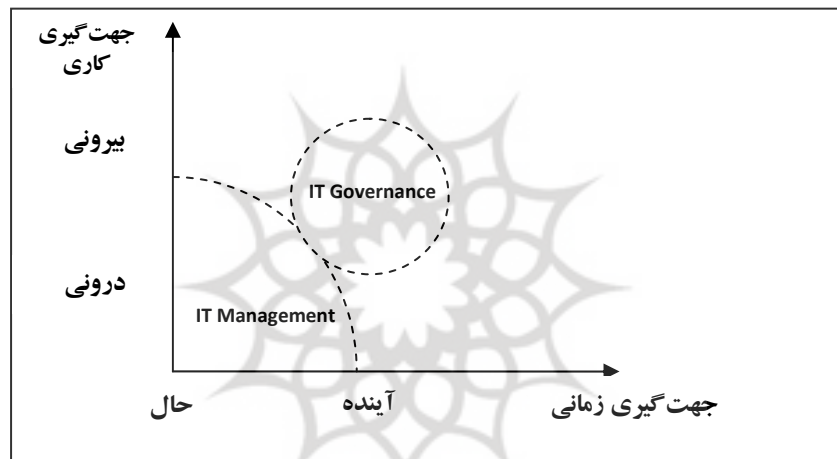 جهت‌گیری
کاری
بیرونی
IT Governance
درونی
IT Management
حال
آینده
جهت‌گیری زمانی